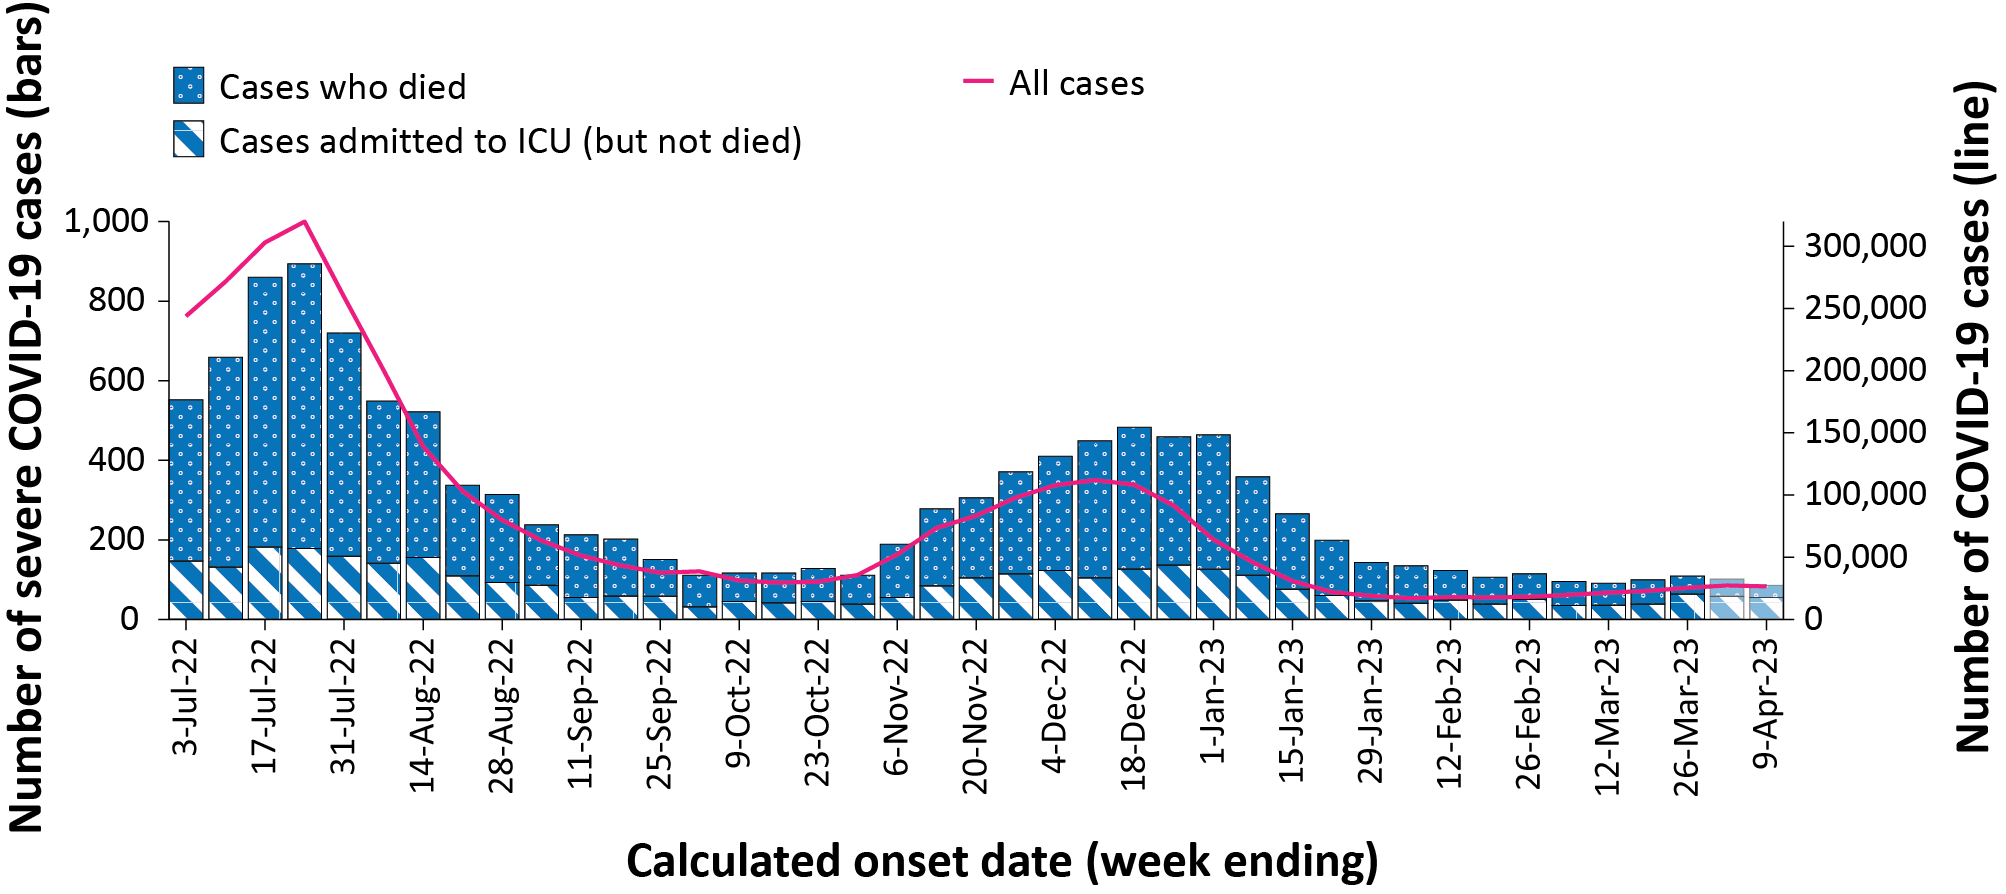 Number of severe COVID-19 cases (bars)
Cases who died
Cases admitted to ICU (but not died)
All cases
1,000
800
600
400
200
0
300,000
250,000
200,000
150,000
100,000
50,000
0
Number of COVID-19 cases (line)
3-Jul-22
17-Jul-22
31-Jul-22
14-Aug-22
28-Aug-22
11-Sep-22
25-Sep-22
9-Oct-22
23-Oct-22
6-Nov-22
20-Nov-22
4-Dec-22
18-Dec-22
1-Jan-23
15-Jan-23
29-Jan-23
12-Feb-23
26-Feb-23
12-Mar-23
26-Mar-23
9-Apr-23
Calculated onset date (week ending)